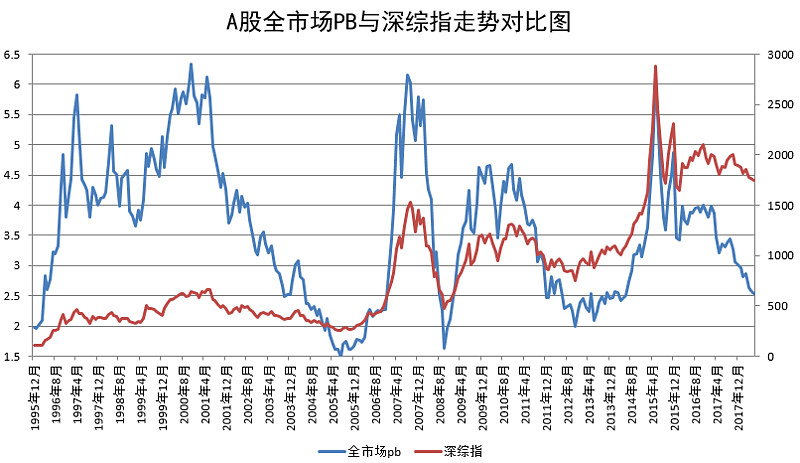 A股全市场PB与深综指走势对比图
6.5
6
5.5
5
4.5
4
3.5
3
2.5
2
1.5
3000
2500
2000
1500
1000
500
0
1995年12月
1996年8月
1997年4月
1997年12月
1998年8月
1999年4月
1999年12月
2000年8月
2001年4月
2001年12月
2002年8月
2003年4月
2003年12月
2004年8月
2005年4月
2005年12月
2006年8月
2007年4月
2007年12月
2008年8月
2009年4月
2009年12月
2010年8月
2011年4月
2011年12月
2012年8月
2013年4月
2013年12月
2014年8月
2015年4月
2015年12月
2016年8月
2017年4月
2017年12月
全市场pb
深综指